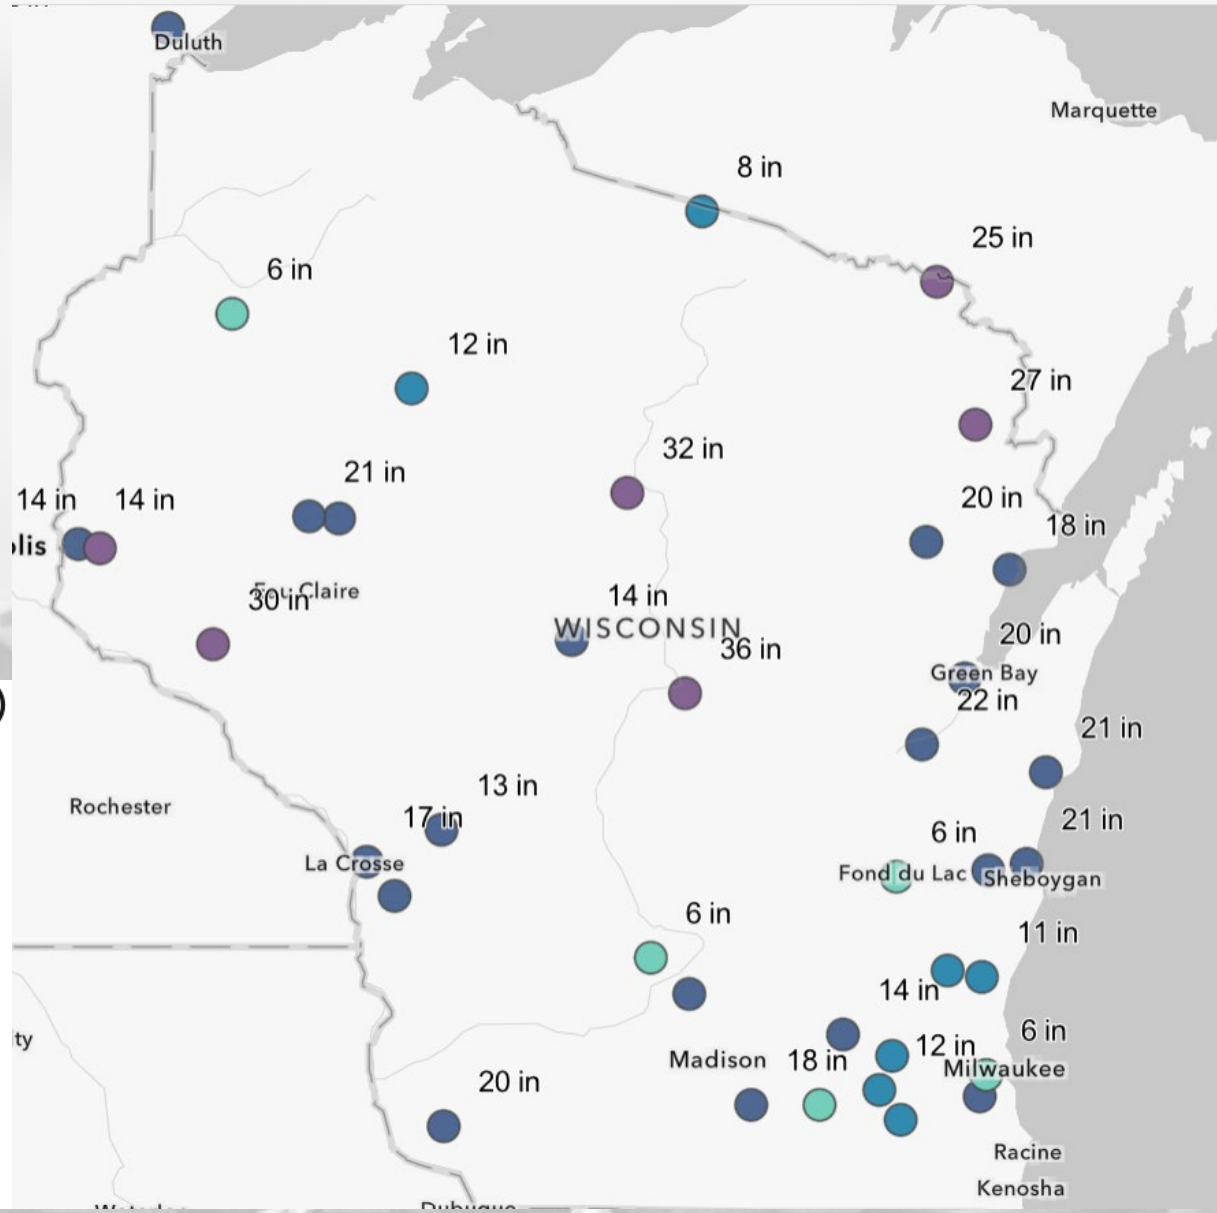 Duluth
Marquette
8 in
25 in
6 in
12 in
27 in
32 in
21 in
14 in
14 in
20 in
18 in
olis
Eau Claire
30 in
14 in
WISCONSIN
20 in
36 in
Green Bay
22 in
)
21 in
13 in
Rochester
17 in
21 in
6 in
La Crosse
Fond du Lac
Sheboygan
6 in
11 in
14 in
6 in
ty
12 in
Madison
18 in
Milwaukee
20 in
Racine
Kenosha
Dubuque